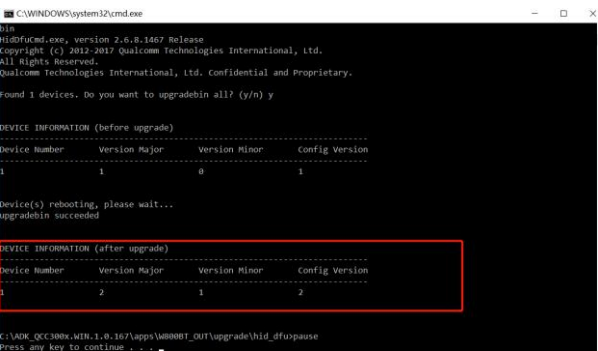 C:\WINDOWS\system32\cmd.exe
bin
HidDfuCmd.exe, version 2.6.8.1467 Release
Copyright (c) 2012-2017 Qualcomm Technologies International, Ltd.
All Rights Reserved.
Qualcomm Technologies International, Ltd. Confidential and Proprietary.
Found 1 devices. Do you want to upgradebin all? (y/n) y
DEVICE INFORMATION (before upgrade)
Device Number Version Major Version Minor Config Version
1 1 0 1
Device(s) rebooting, please wait...
upgradebin succeeded
DEVICE INFORMATION (after upgrade)
Device Number Version Major Version Minor Config Version
1 2 1 2
C:\ADK_QCC300x.WIN.1.0.167\apps\W800BT_OUT\upgrade\hid_dfu>pause
Press any key to continue . . .